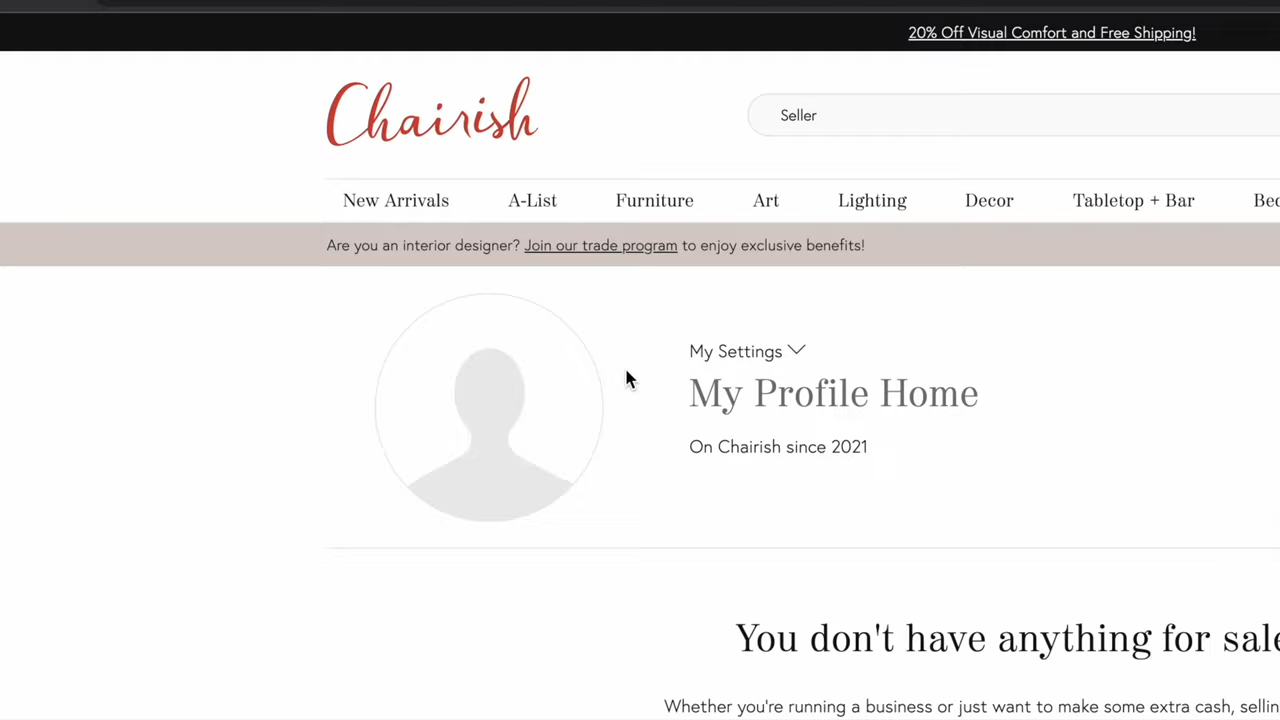 20% Off Visual Comfort and Free Shipping!
Chairish
Seller
New Arrivals A-List Furniture Art Lighting Decor Tabletop + Bar
Are you an interior designer? Join our trade program to enjoy exclusive benefits!
My Settings
My Profile Home
On Chairish since 2021
You don't have anything for sale
Whether you're running a business or just want to make some extra cash,